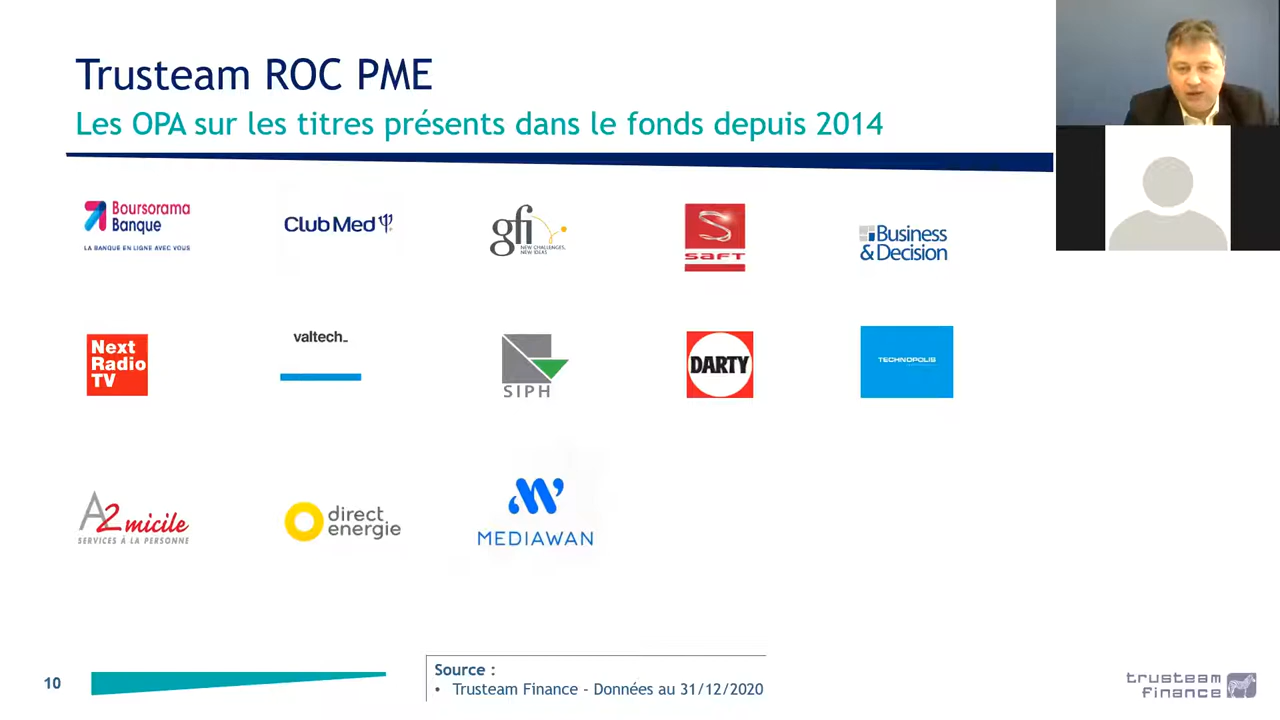 Trusteam ROC PME
Les OPA sur les titres présents dans le fonds depuis 2014
Boursorama
Banque
LA BANQUE EN LIGNE AVEC VOUS
Club Med
gfi
NEW CHALLENGES,
NEW IDEAS
SAFT
Business
& Decision
Next
Radio
TV
valtech_
SIPH
DARTY
TECHNOPOLIS
A2micile
SERVICES À LA PERSONNE
direct
energie
MEDIAWAN
10
Source :
• Trusteam Finance - Données au 31/12/2020
trusteam
finance